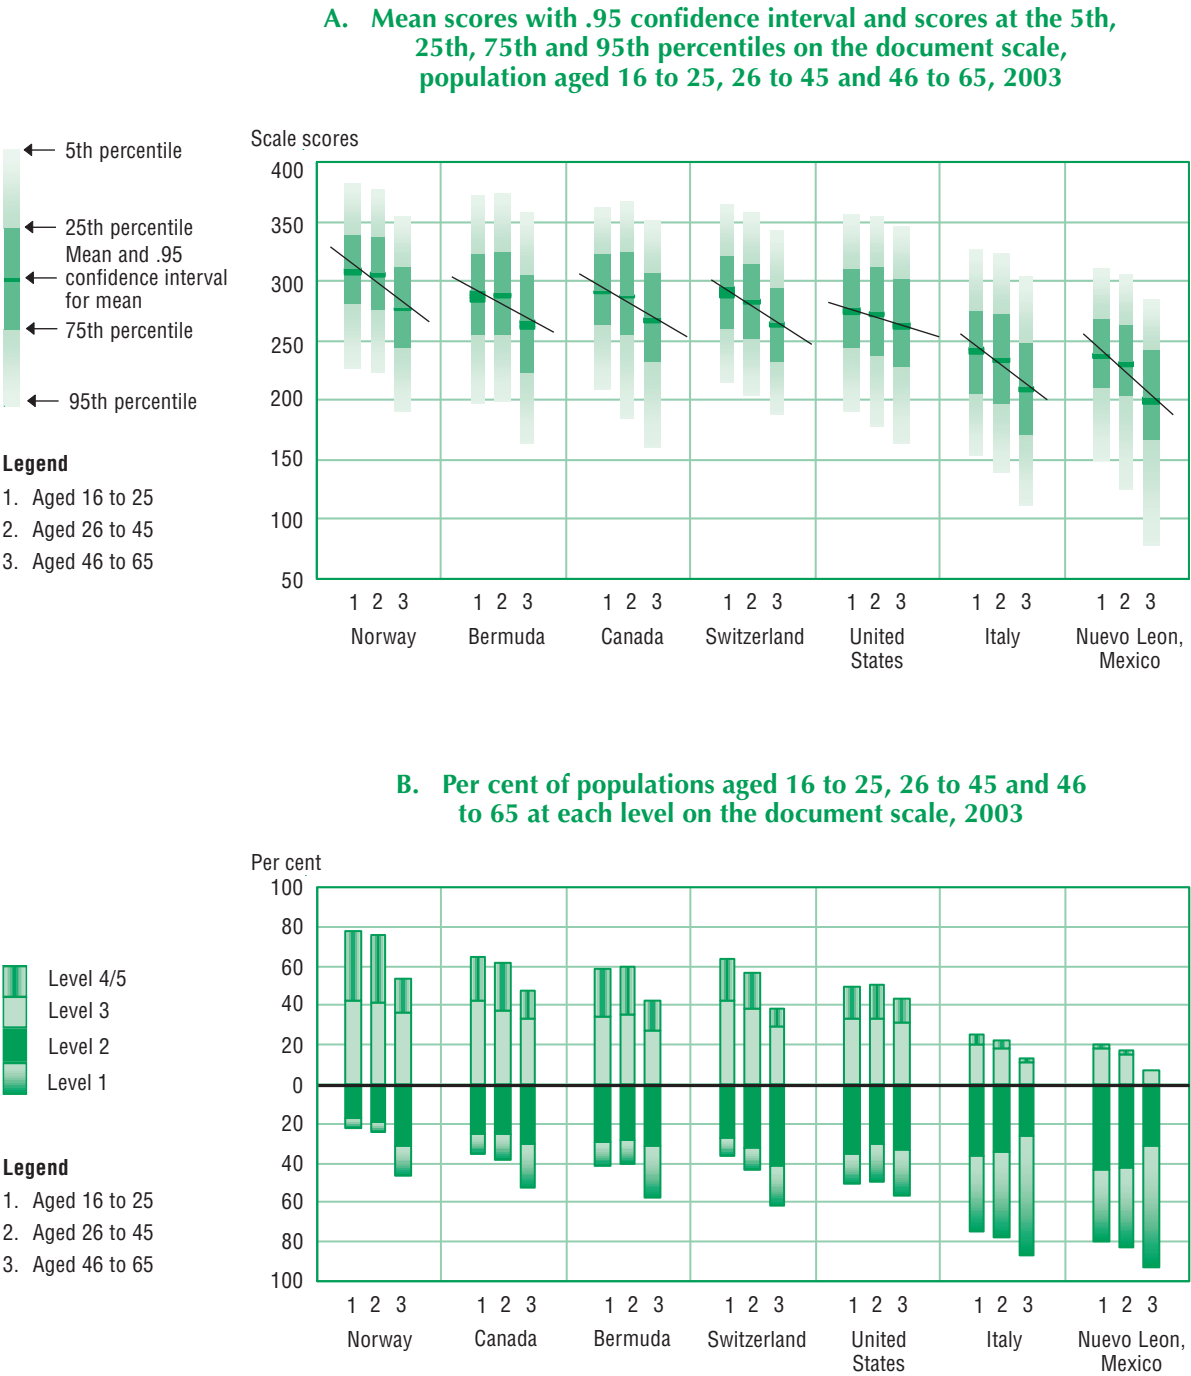 A. Mean scores with .95 confidence interval and scores at the 5th,
25th, 75th and 95th percentiles on the document scale,
population aged 16 to 25, 26 to 45 and 46 to 65, 2003
5th percentile
25th percentile
Mean and .95
confidence interval
for mean
75th percentile
95th percentile
Legend
1. Aged 16 to 25
2. Aged 26 to 45
3. Aged 46 to 65
Scale scores
400
350
300
250
200
150
100
50
1 2 3 1 2 3 1 2 3 1 2 3 1 2 3 1 2 3 1 2 3
Norway Bermuda Canada Switzerland United Italy Nuevo Leon,
States Mexico
B. Per cent of populations aged 16 to 25, 26 to 45 and 46
to 65 at each level on the document scale, 2003
Level 4/5
Level 3
Level 2
Level 1
Legend
1. Aged 16 to 25
2. Aged 26 to 45
3. Aged 46 to 65
Per cent
100
80
60
40
20
0
20
40
60
80
100
1 2 3 1 2 3 1 2 3 1 2 3 1 2 3 1 2 3 1 2 3
Norway Canada Bermuda Switzerland United Italy Nuevo Leon,
States Mexico